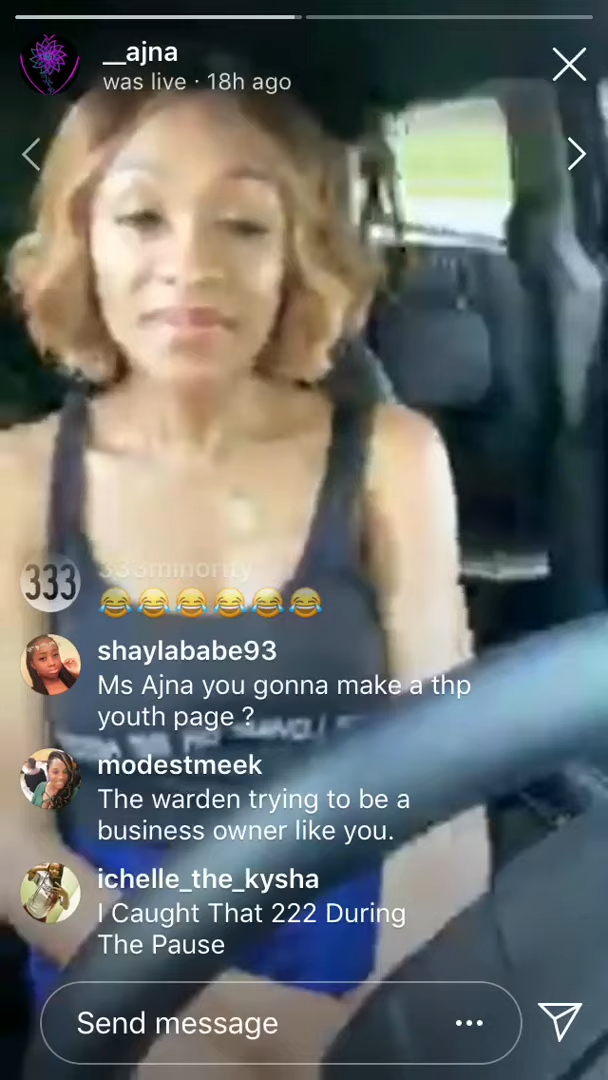 __ajna
was live · 18h ago
333
333minority
😂😂😂😂😂😂
shaylababe93
Ms Ajna you gonna make a thp
youth page ?
modestmeek
The warden trying to be a
business owner like you.
ichelle_the_kysha
I Caught That 222 During
The Pause
Send message